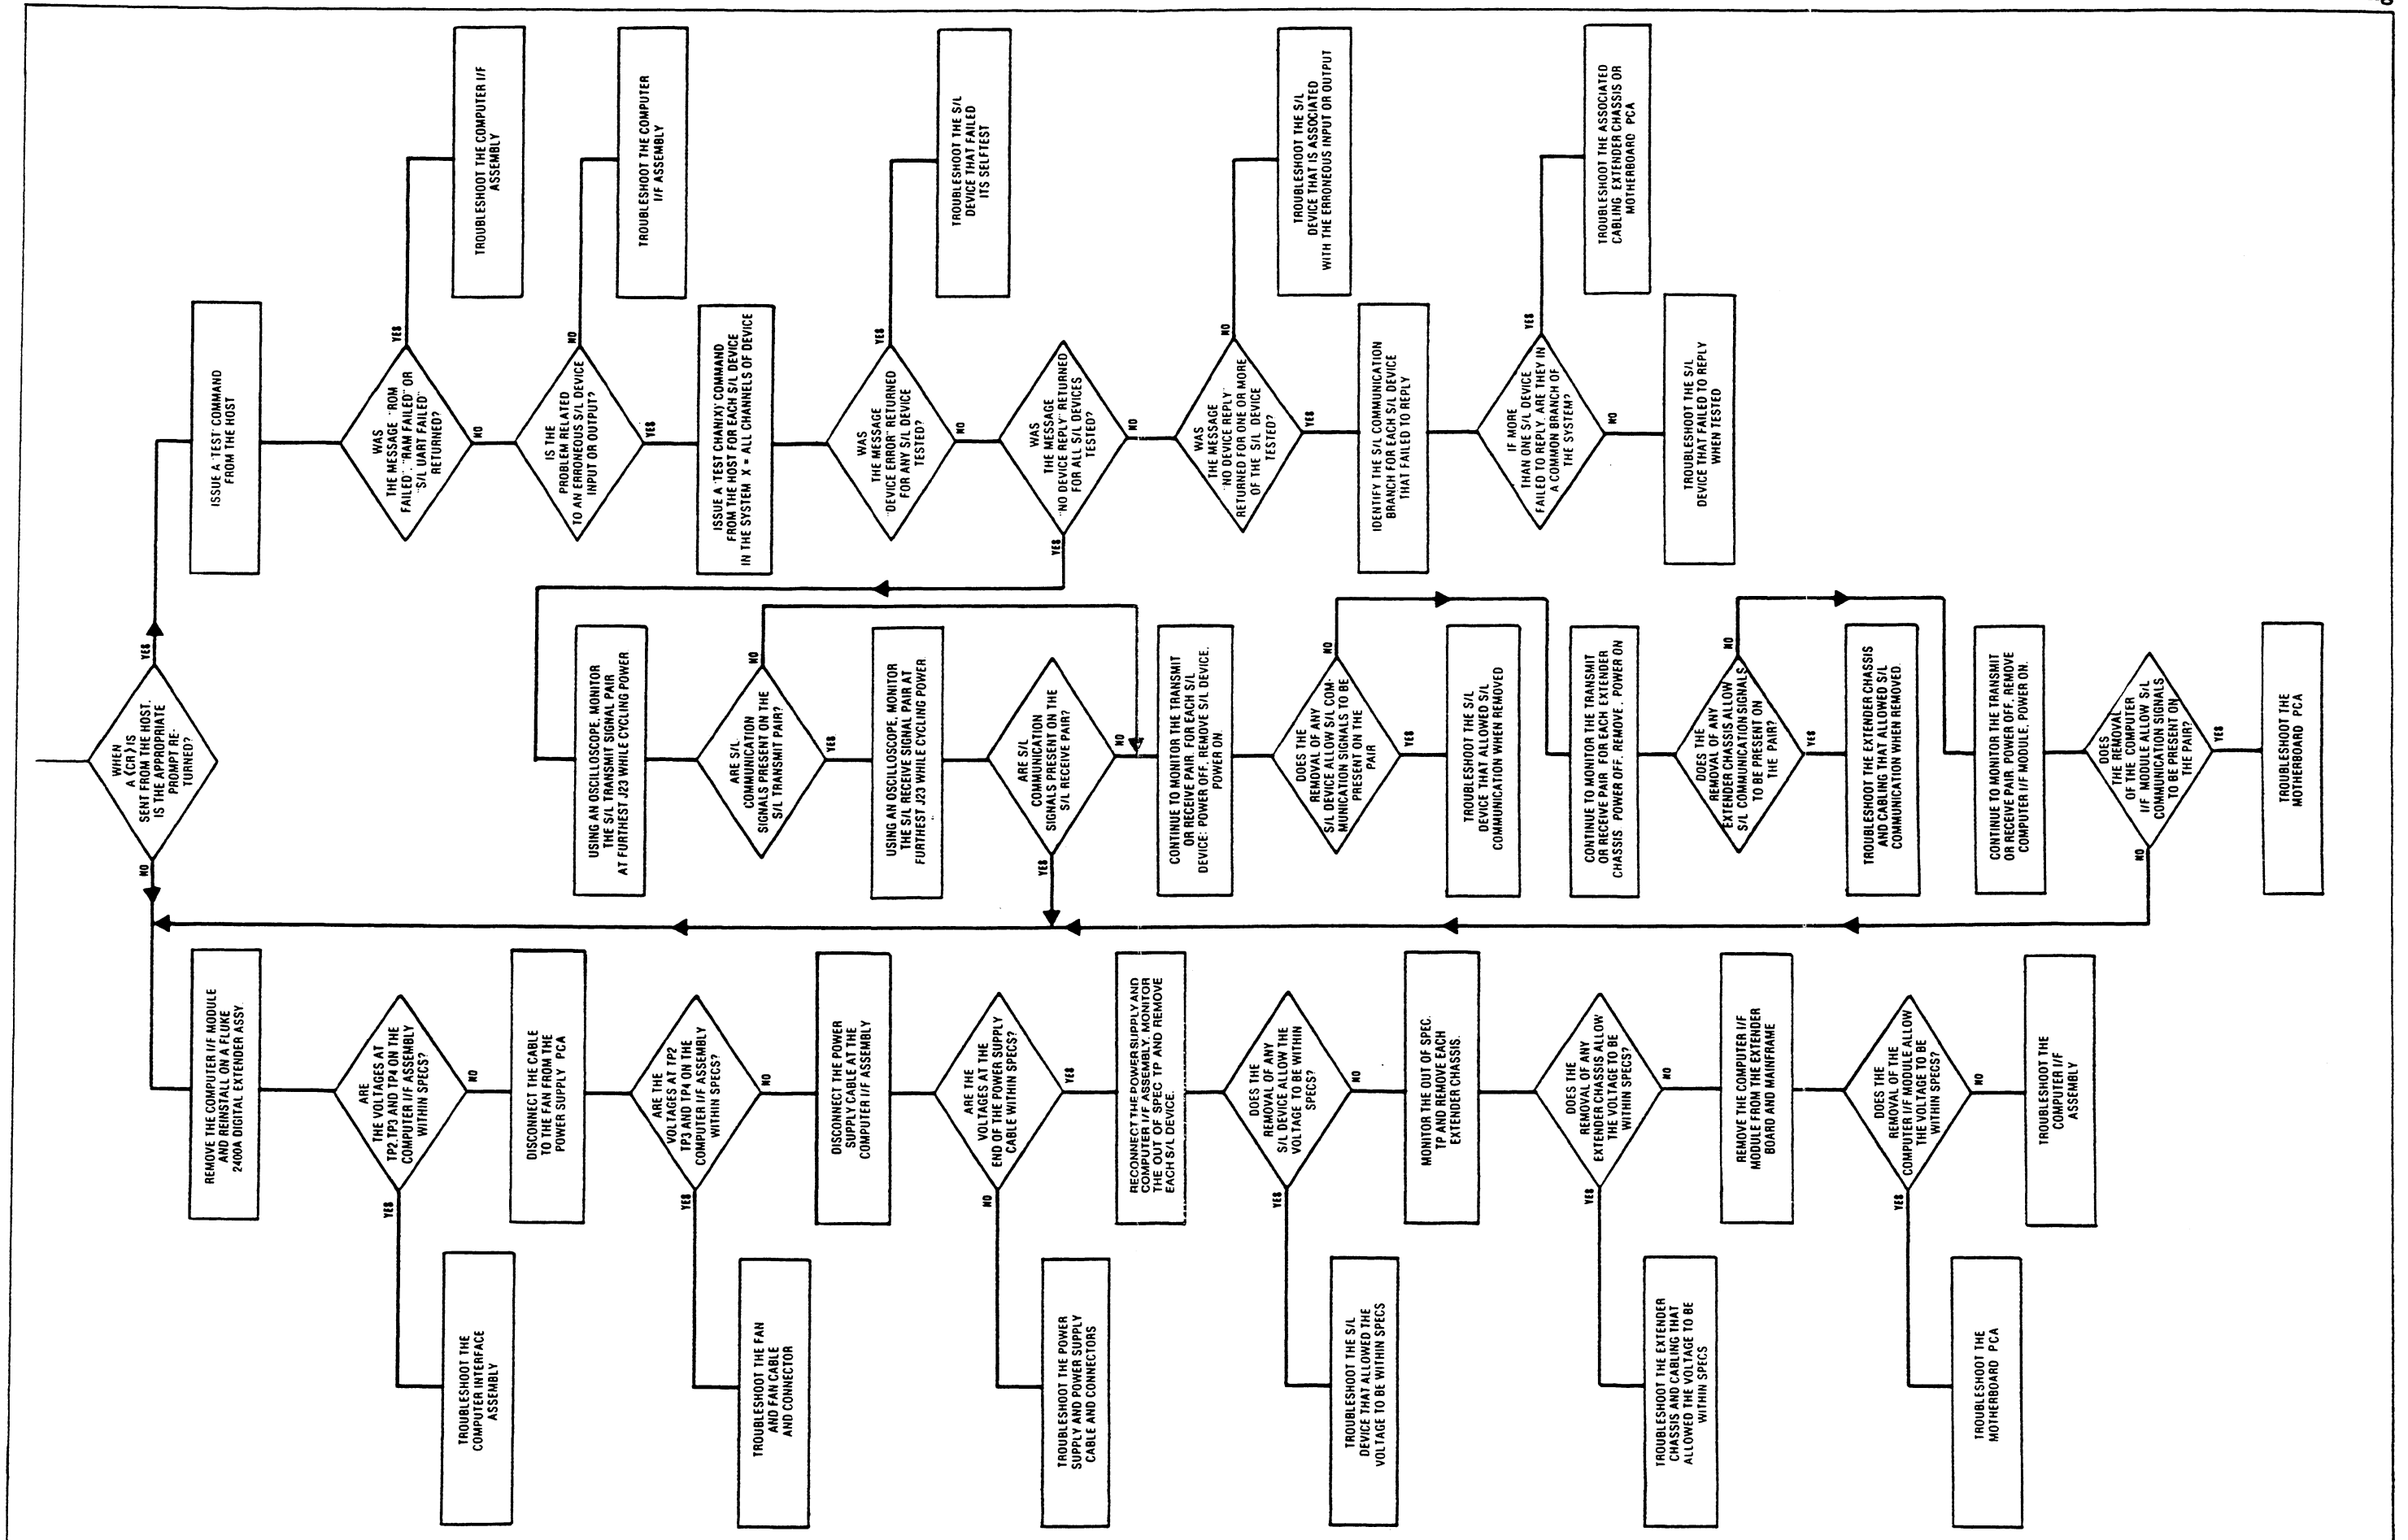 WHEN
A {CR} IS
SENT FROM THE HOST.
IS THE APPROPRIATE
PROMPT RE-
TURNED?
NO
YES
REMOVE THE COMPUTER I/F MODULE
AND REINSTALL ON A FLUKE
2400A DIGITAL EXTENDER ASSY.
ARE
THE VOLTAGES AT
TP2,TP3 AND TP4 ON THE
COMPUTER I/F ASSEMBLY
WITHIN SPECS?
YES
NO
TROUBLESHOOT THE
COMPUTER INTERFACE
ASSEMBLY
DISCONNECT THE CABLE
TO THE FAN FROM THE
POWER SUPPLY PCA
ARE THE
VOLTAGES AT TP2
TP3 AND TP4 ON THE
COMPUTER I/F ASSEMBLY
WITHIN SPECS?
YES
NO
TROUBLESHOOT THE FAN
AND FAN CABLE
AND CONNECTOR
DISCONNECT THE POWER
SUPPLY CABLE AT THE
COMPUTER I/F ASSEMBLY
ARE THE
VOLTAGES AT THE
END OF THE POWER SUPPLY
CABLE WITHIN SPECS?
NO
YES
TROUBLESHOOT THE POWER
SUPPLY AND POWER SUPPLY
CABLE AND CONNECTORS
RECONNECT THE POWER SUPPLY AND
COMPUTER I/F ASSEMBLY. MONITOR
THE OUT OF SPEC TP AND REMOVE
EACH S/L DEVICE.
DOES THE
REMOVAL OF ANY
S/L DEVICE ALLOW THE
VOLTAGE TO BE WITHIN
SPECS?
YES
NO
TROUBLESHOOT THE S/L
DEVICE THAT ALLOWED THE
VOLTAGE TO BE WITHIN SPECS
MONITOR THE OUT OF SPEC.
TP AND REMOVE EACH
EXTENDER CHASSIS.
DOES THE
REMOVAL OF ANY
EXTENDER CHASSIS ALLOW
THE VOLTAGE TO BE
WITHIN SPECS?
YES
NO
TROUBLESHOOT THE EXTENDER
CHASSIS AND CABLING THAT
ALLOWED THE VOLTAGE TO BE
WITHIN SPECS
REMOVE THE COMPUTER I/F
MODULE FROM THE EXTENDER
BOARD AND MAINFRAME
DOES THE
REMOVAL OF THE
COMPUTER I/F MODULE ALLOW
THE VOLTAGE TO BE
WITHIN SPECS?
YES
NO
TROUBLESHOOT THE
MOTHERBOARD PCA
TROUBLESHOOT THE
COMPUTER I/F
ASSEMBLY
USING AN OSCILLOSCOPE, MONITOR
THE S/L TRANSMIT SIGNAL PAIR
AT FURTHEST J23 WHILE CYCLING POWER
ARE S/L
COMMUNICATION
SIGNALS PRESENT ON THE
S/L TRANSMIT PAIR?
NO
YES
USING AN OSCILLOSCOPE, MONITOR
THE S/L RECEIVE SIGNAL PAIR AT
FURTHEST J23 WHILE CYCLING POWER
ARE S/L
COMMUNICATION
SIGNALS PRESENT ON THE
S/L RECEIVE PAIR?
YES
NO
CONTINUE TO MONITOR THE TRANSMIT
OR RECEIVE PAIR. FOR EACH S/L
DEVICE: POWER OFF, REMOVE S/L DEVICE,
POWER ON.
DOES THE
REMOVAL OF ANY
S/L DEVICE ALLOW S/L COM-
MUNICATION SIGNALS TO BE
PRESENT ON THE
PAIR
NO
YES
TROUBLESHOOT THE S/L
DEVICE THAT ALLOWED S/L
COMMUNICATION WHEN REMOVED
CONTINUE TO MONITOR THE TRANSMIT
OR RECEIVE PAIR. FOR EACH EXTENDER
CHASSIS POWER OFF, REMOVE, POWER ON
DOES THE
REMOVAL OF ANY
EXTENDER CHASSIS ALLOW
S/L COMMUNICATION SIGNALS
TO BE PRESENT ON
THE PAIR?
NO
YES
TROUBLESHOOT THE EXTENDER CHASSIS
AND CABLING THAT ALLOWED S/L
COMMUNICATION WHEN REMOVED.
CONTINUE TO MONITOR THE TRANSMIT
OR RECEIVE PAIR. POWER OFF, REMOVE
COMPUTER I/F MODULE, POWER ON.
DOES
THE REMOVAL
OF THE COMPUTER
I/F MODULE ALLOW S/L
COMMUNICATION SIGNALS
TO BE PRESENT ON
THE PAIR?
NO
YES
TROUBLESHOOT THE
MOTHERBOARD PCA
ISSUE A 'TEST' COMMAND
FROM THE HOST
WAS
THE MESSAGE "ROM
FAILED", "RAM FAILED" OR
"S/L UART FAILED"
RETURNED?
YES
NO
TROUBLESHOOT THE COMPUTER I/F
ASSEMBLY
IS THE
PROBLEM RELATED
TO AN ERRONEOUS S/L DEVICE
INPUT OR OUTPUT?
NO
YES
TROUBLESHOOT THE COMPUTER
I/F ASSEMBLY
ISSUE A 'TEST CHAN(X)' COMMAND
FROM THE HOST FOR EACH S/L DEVICE
IN THE SYSTEM X = ALL CHANNELS OF DEVICE
WAS
THE MESSAGE
"DEVICE ERROR" RETURNED
FOR ANY S/L DEVICE
TESTED?
YES
NO
TROUBLESHOOT THE S/L
DEVICE THAT FAILED
ITS SELFTEST
WAS
THE MESSAGE
"NO DEVICE REPLY" RETURNED
FOR ALL S/L DEVICES
TESTED?
YES
NO
WAS
THE MESSAGE
"NO DEVICE REPLY"
RETURNED FOR ONE OR MORE
OF THE S/L DEVICE
TESTED?
NO
YES
TROUBLESHOOT THE S/L
DEVICE THAT IS ASSOCIATED
WITH THE ERRONEOUS INPUT OR OUTPUT
IDENTIFY THE S/L COMMUNICATION
BRANCH FOR EACH S/L DEVICE
THAT FAILED TO REPLY
IF MORE
THAN ONE S/L DEVICE
FAILED TO REPLY, ARE THEY IN
A COMMON BRANCH OF
THE SYSTEM?
YES
NO
TROUBLESHOOT THE ASSOCIATED
CABLING, EXTENDER CHASSIS OR
MOTHERBOARD PCA
TROUBLESHOOT THE S/L
DEVICE THAT FAILED TO REPLY
WHEN TESTED